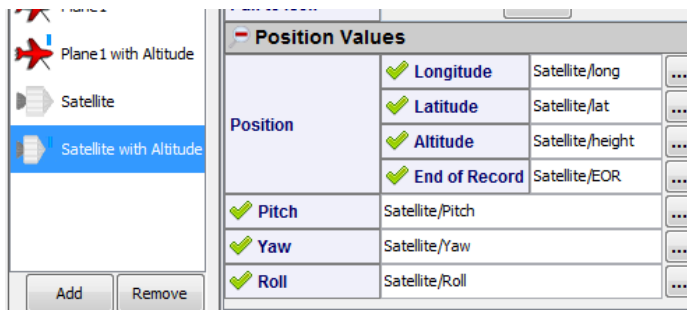 Position Values
Plane1 with Altitude
Satellite
Satellite with Altitude
Position
Longitude
Satellite/long
...
Latitude
Satellite/lat
...
Altitude
Satellite/height
...
End of Record
Satellite/EOR
...
Pitch
Satellite/Pitch
...
Yaw
Satellite/Yaw
...
Roll
Satellite/Roll
...
Add
Remove